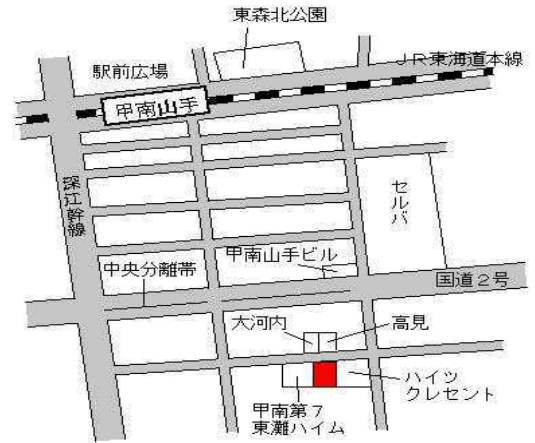 東森北公園
駅前広場
JR東海道本線
甲南山手
深江幹線
セルバ
甲南山手ビル
中央分離帯
国道2号
大河内
高見
ハイツ
クレセント
甲南第7
東灘ハイム